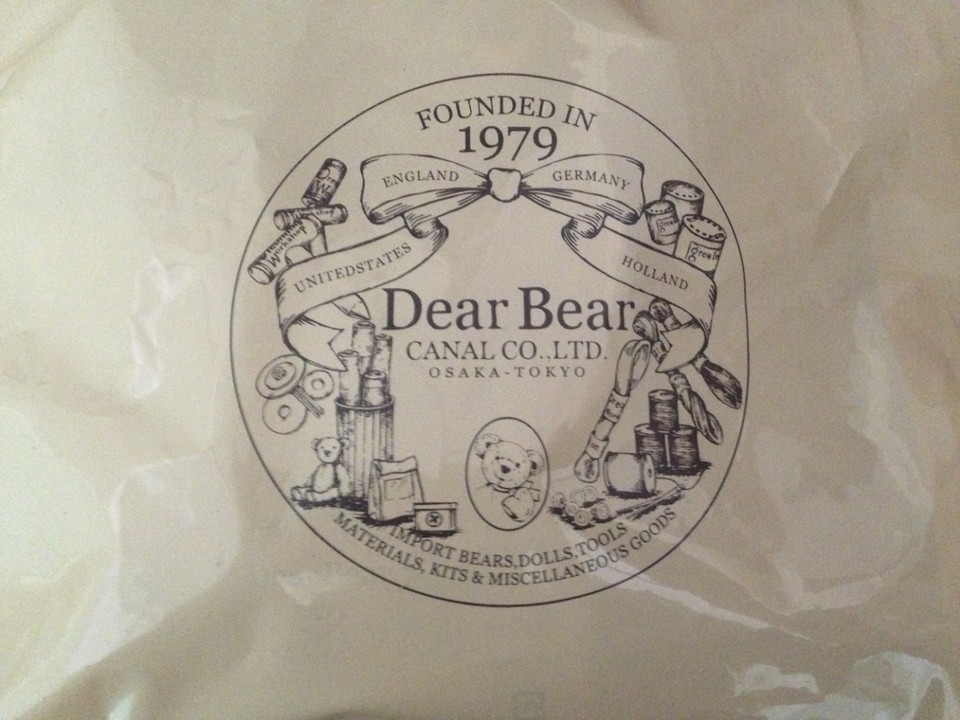 FOUNDED IN
1979
ENGLAND
GERMANY
UNITEDSTATES
HOLLAND
Dear Bear
CANAL CO.,LTD.
OSAKA-TOKYO
IMPORT BEARS,DOLLS,TOOLS
MATERIALS, KITS & MISCELLANEOUS GOODS
Workshop